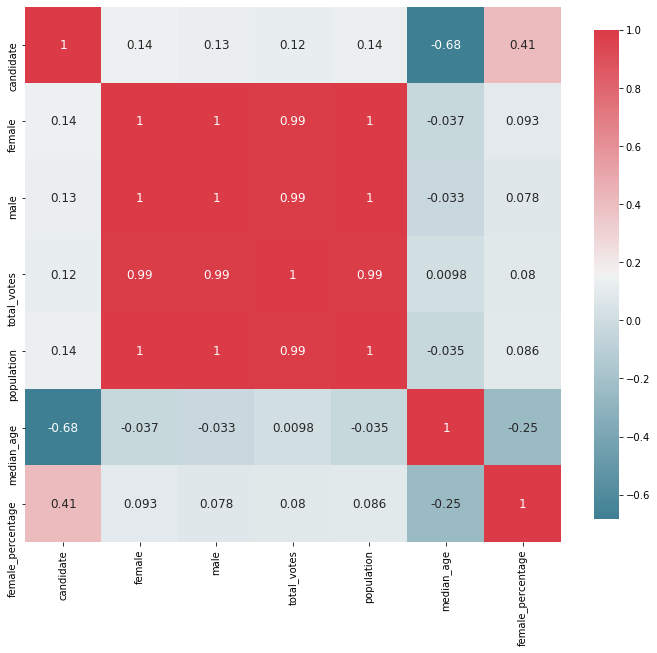 candidate 1 0.14 0.13 0.12 0.14 -0.68 0.41
female 0.14 1 1 0.99 1 -0.037 0.093
male 0.13 1 1 0.99 1 -0.033 0.078
total_votes 0.12 0.99 0.99 1 0.99 0.0098 0.08
population 0.14 1 1 0.99 1 -0.035 0.086
median_age -0.68 -0.037 -0.033 0.0098 -0.035 1 -0.25
female_percentage 0.41 0.093 0.078 0.08 0.086 -0.25 1
candidate female male total_votes population median_age female_percentage
1.0
0.8
0.6
0.4
0.2
0.0
−0.2
−0.4
−0.6